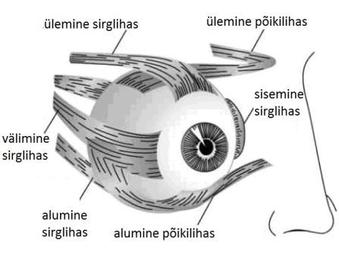 ülemine sirglihas
ülemine põikilihas
sisemine
sirglihas
välimine
sirglihas
alumine
sirglihas
alumine põikilihas